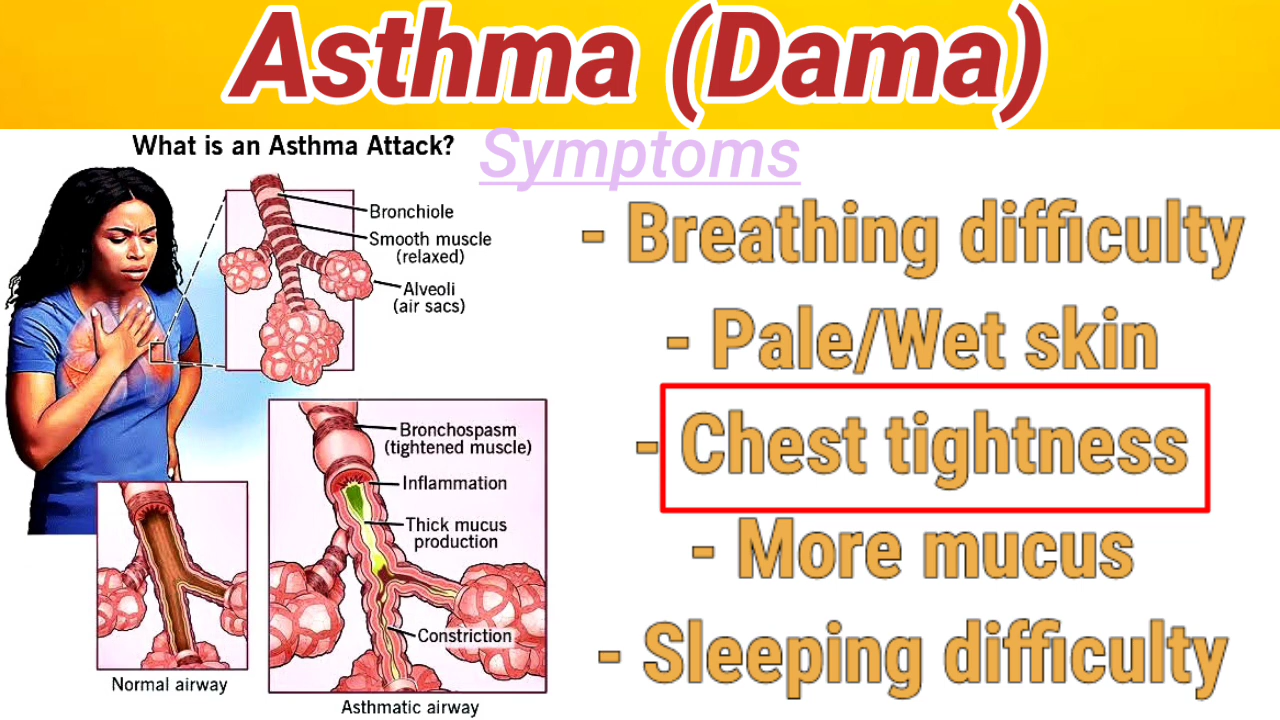 Asthma (Dama)
What is an Asthma Attack?
Symptoms
Bronchiole
Smooth muscle
(relaxed)
Alveoli
(air sacs)
Bronchospasm
(tightened muscle)
Inflammation
Thick mucus
production
Constriction
Normal airway
Asthmatic airway
- Breathing difficulty
- Pale/Wet skin
- Chest tightness
- More mucus
- Sleeping difficulty